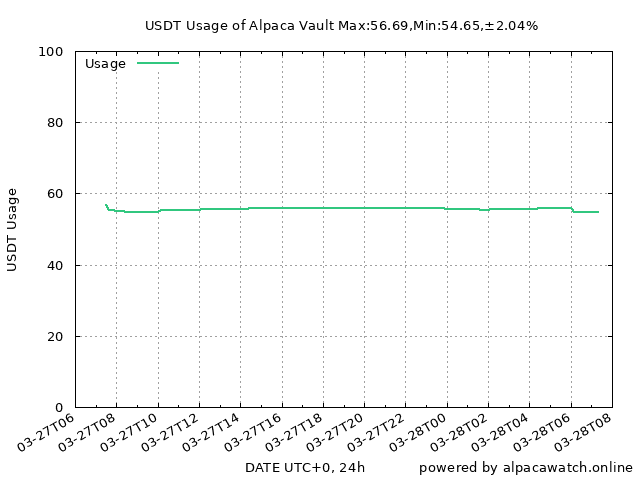 USDT Usage of Alpaca Vault Max:56.69,Min:54.65,±2.04%
Usage
100
80
60
40
20
0
USDT Usage
03-27T06
03-27T08
03-27T10
03-27T12
03-27T14
03-27T16
03-27T18
03-27T20
03-27T22
03-28T00
03-28T02
03-28T04
03-28T06
03-28T08
DATE UTC+0, 24h
powered by alpacawatch.online